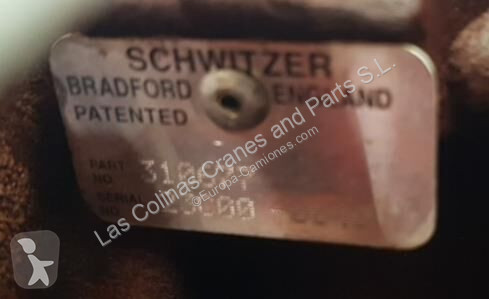 SCHWITZER
BRADFORD ENGLAND
PATENTED
PART NO.
SERIAL NO.
Las Colinas Cranes and Parts S.L.
@Europa-Camiones.com